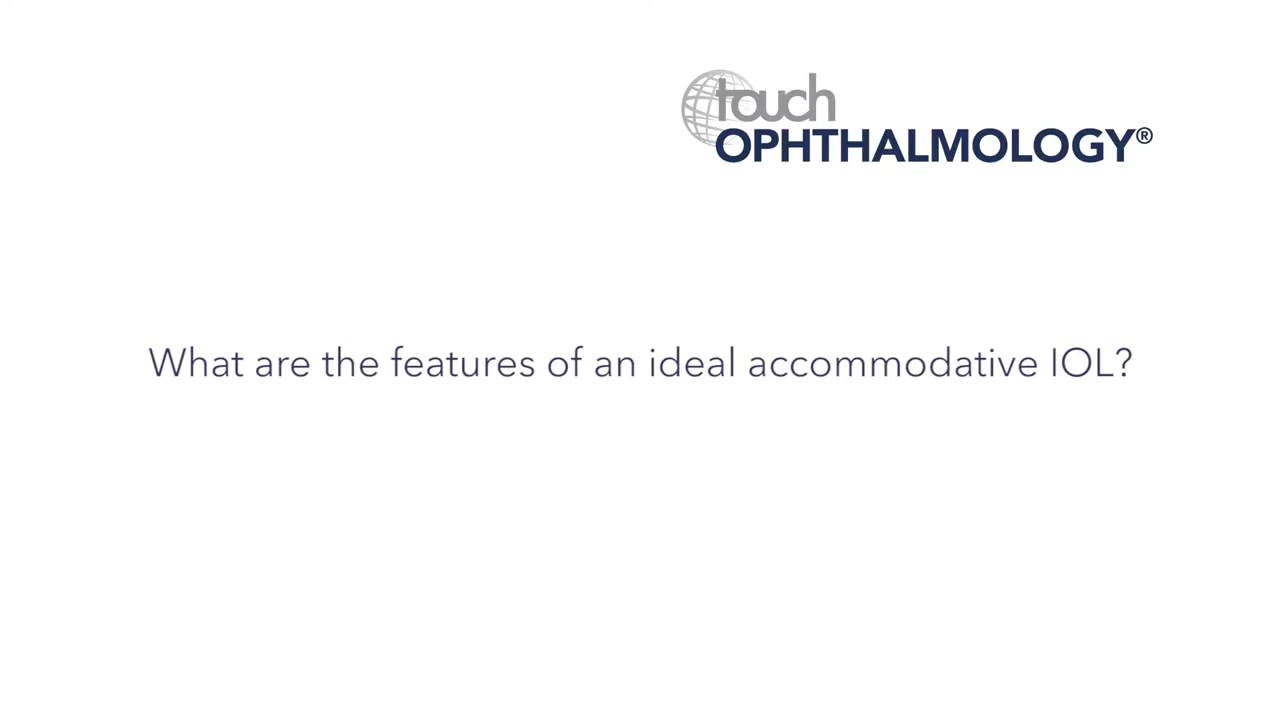 touch
OPHTHALMOLOGY®
What are the features of an ideal accommodative IOL?